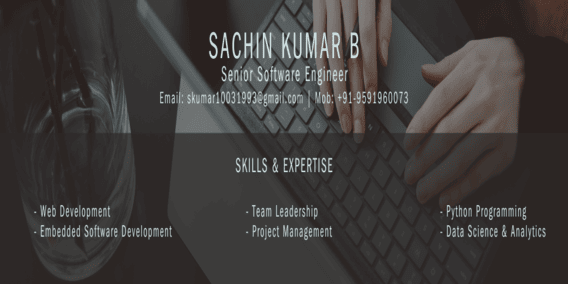 SACHIN KUMAR B
Senior Software Engineer
Email: skumar10031993@gmail.com | Mob: +91-9591960073
SKILLS & EXPERTISE
- Web Development
- Embedded Software Development
- Team Leadership
- Project Management
- Python Programming
- Data Science & Analytics